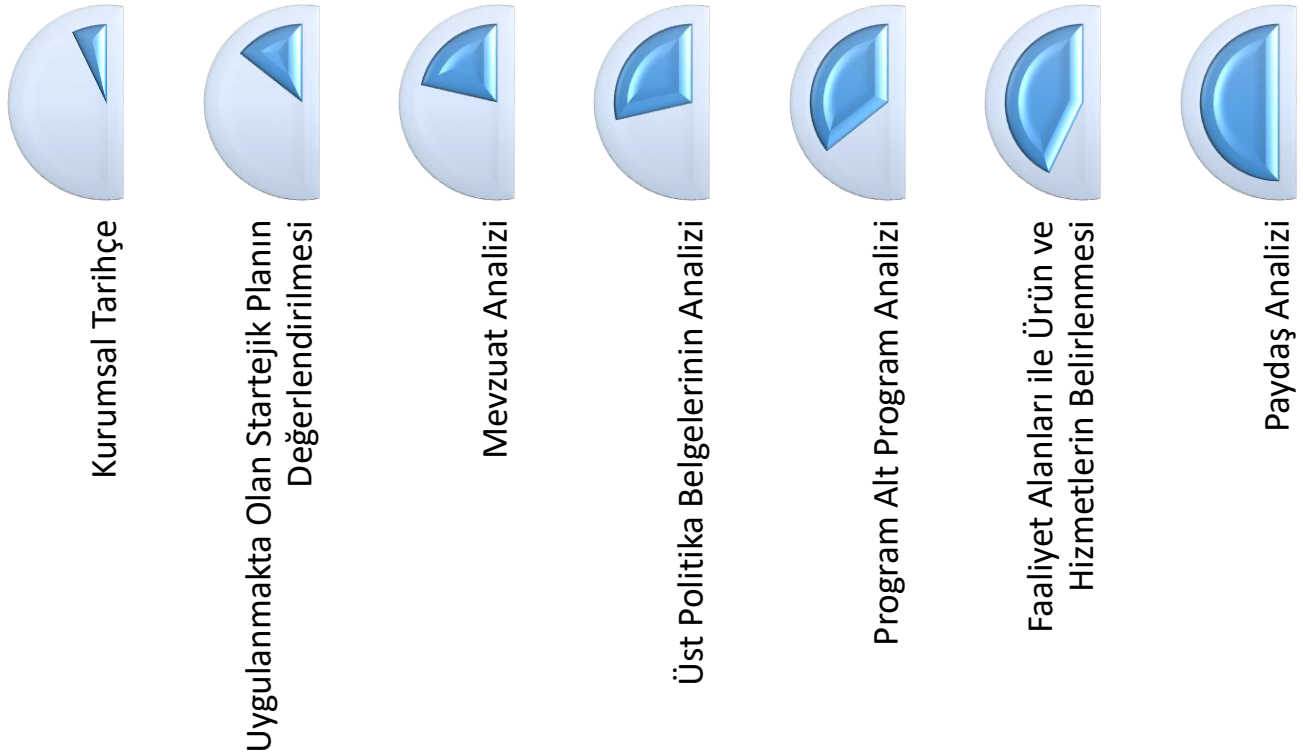 Kurumsal Tarihçe
Uygulanmakta Olan Startejik Planın
Değerlendirilmesi
Mevzuat Analizi
Üst Politika Belgelerinin Analizi
Program Alt Program Analizi
Faaliyet Alanları ile Ürün ve
Hizmetlerin Belirlenmesi
Paydaş Analizi